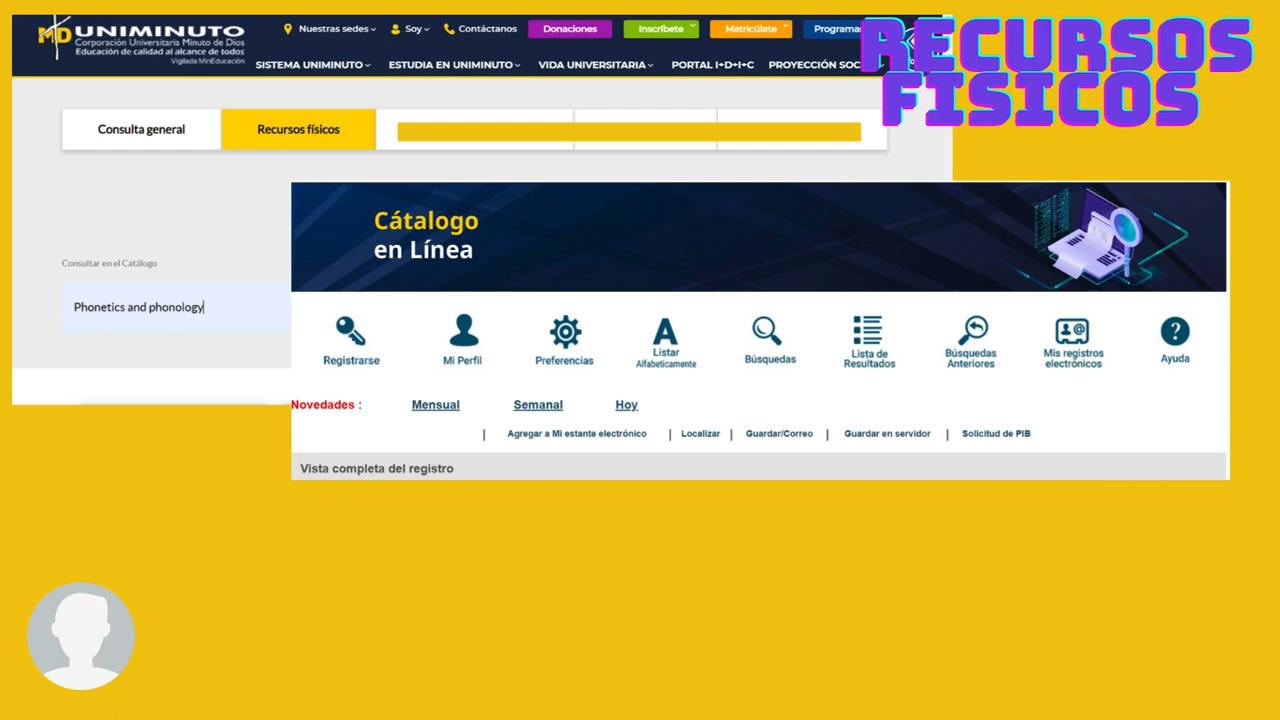 UNIMINUTO
Corporación Universitaria Minuto de Dios
Educación de calidad al alcance de todos
Vigilada MinEducación
Nuestras sedes
Soy
Contáctanos
Donaciones
Inscríbete
Matricúlate
Programas
SISTEMA UNIMINUTO
ESTUDIA EN UNIMINUTO
VIDA UNIVERSITARIA
PORTAL I+D+I+C
PROYECCIÓN SOC
RECURSOS
FISICOS
Consulta general
Recursos físicos
Consultar en el Catálogo
Phonetics and phonology
Cátalogo
en Línea
Registrarse
Mi Perfil
Preferencias
A
Listar
Alfabeticamente
Búsquedas
Lista de
Resultados
Búsquedas
Anteriores
Mis registros
electrónicos
Ayuda
Novedades :
Mensual
Semanal
Hoy
| Agregar a Mi estante electrónico | Localizar | Guardar/Correo | Guardar en servidor | Solicitud de PIB
Vista completa del registro